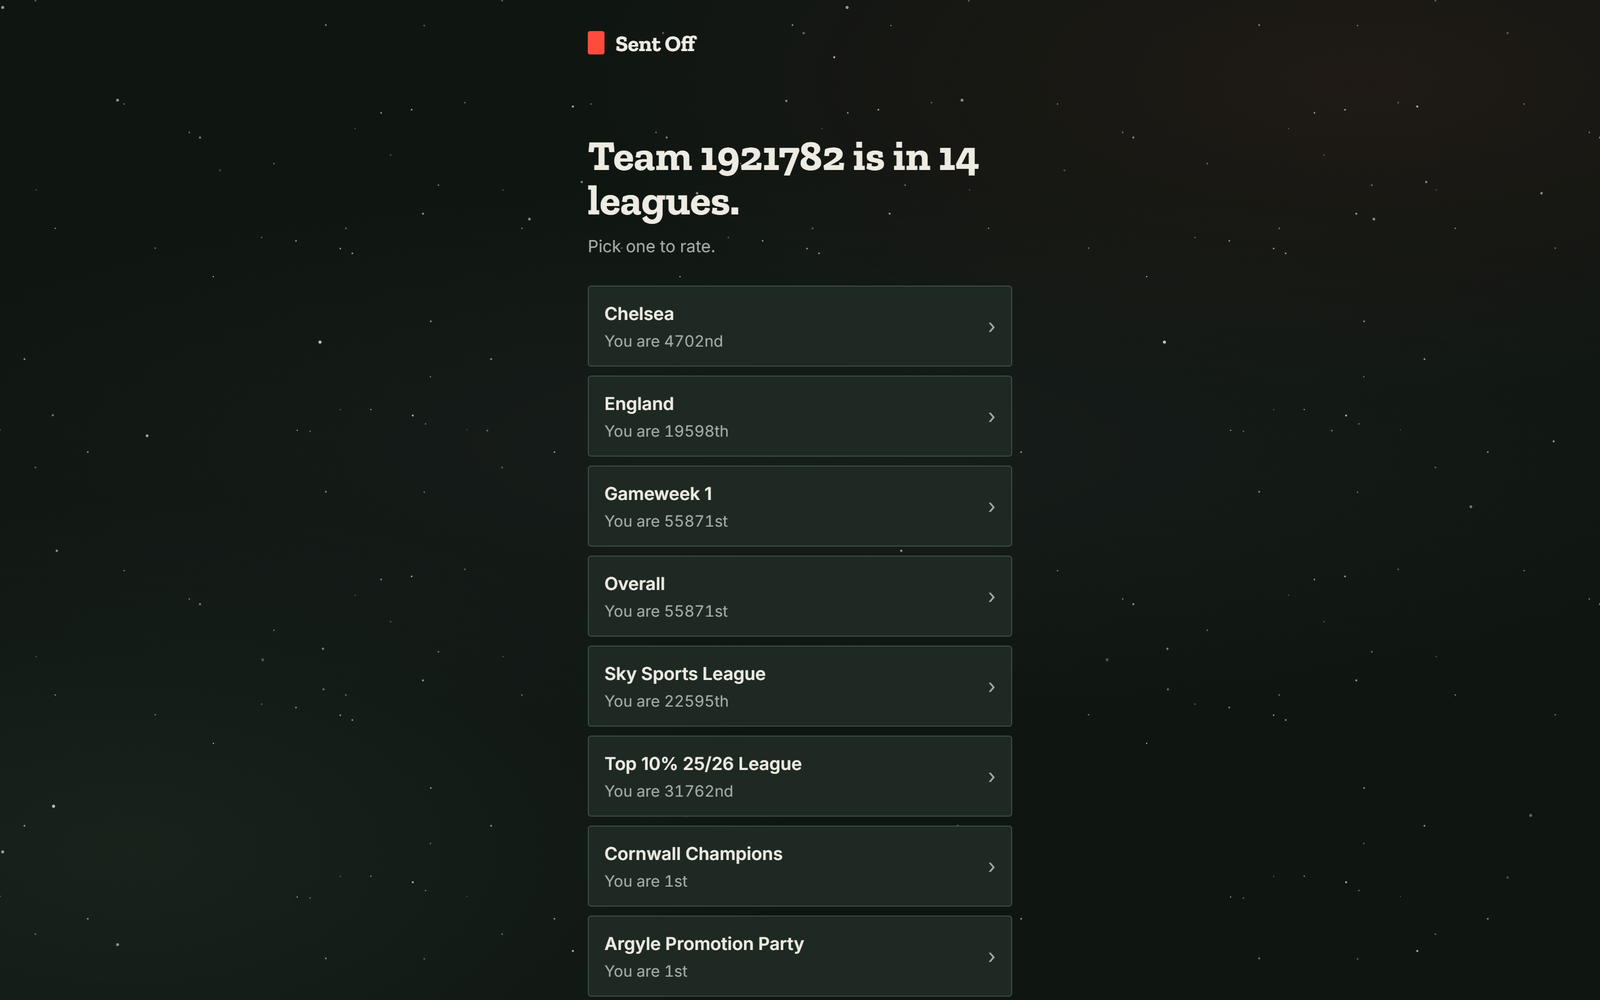 Sent Off
Team 1921782 is in 14
leagues.
Pick one to rate.
Chelsea
You are 4702nd
England
You are 19598th
Gameweek 1
You are 55871st
Overall
You are 55871st
Sky Sports League
You are 22595th
Top 10% 25/26 League
You are 31762nd
Cornwall Champions
You are 1st
Argyle Promotion Party
You are 1st